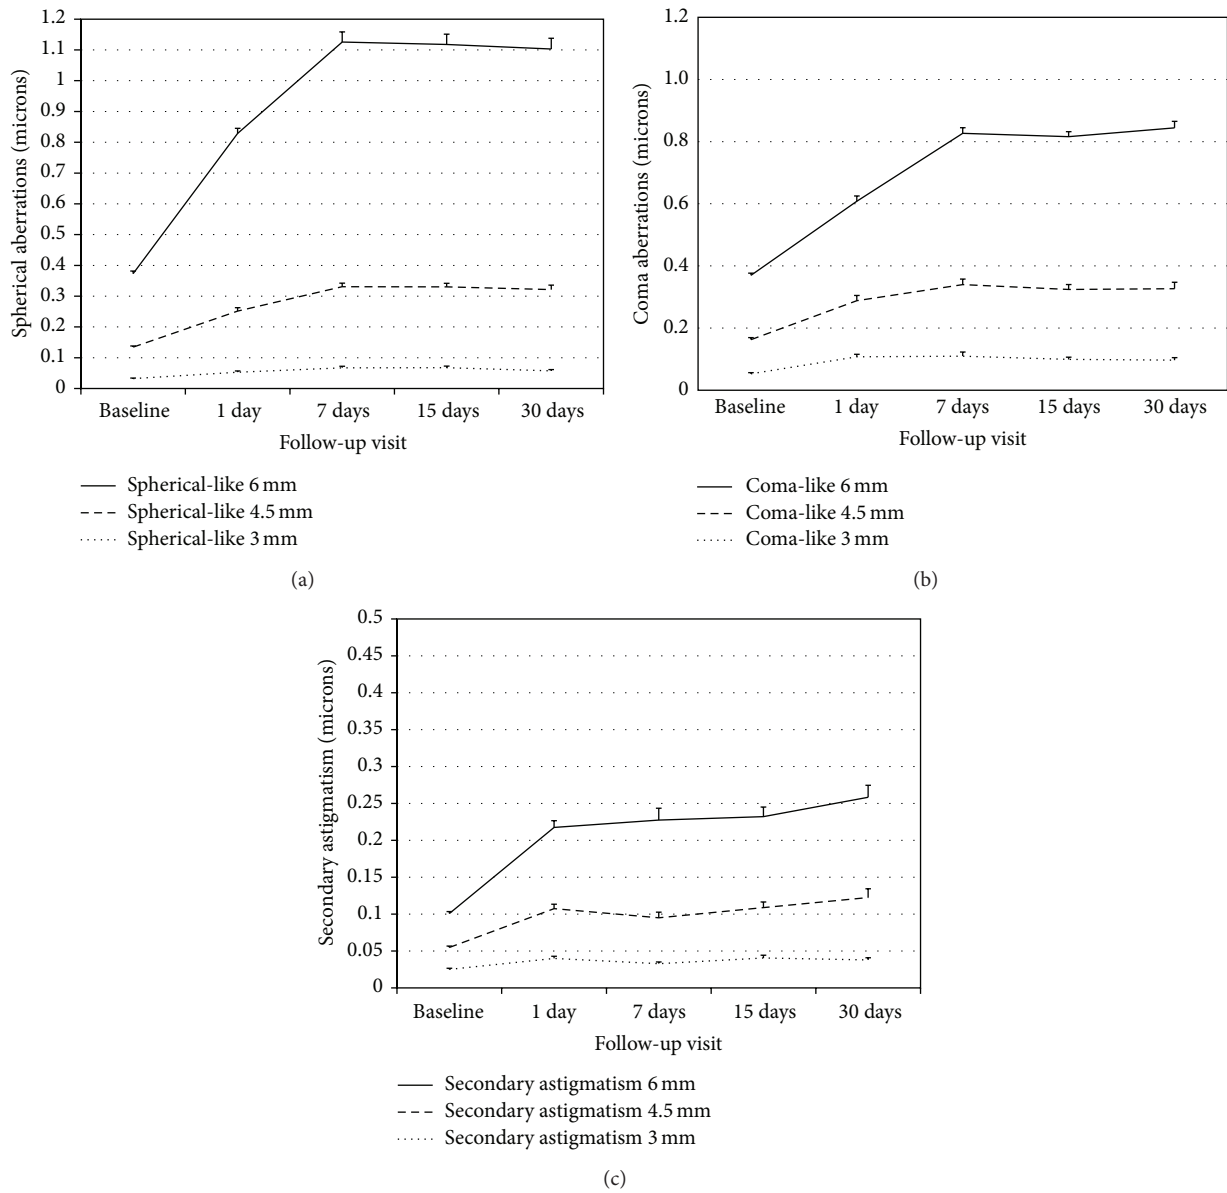 1.2
1.1
1
0.9
0.8
0.7
0.6
0.5
0.4
0.3
0.2
0.1
0
Spherical aberrations (microns)
Baseline 1 day 7 days 15 days 30 days
Follow-up visit
Spherical-like 6 mm
Spherical-like 4.5 mm
Spherical-like 3 mm
(a)
1.2
1.0
0.8
0.6
0.4
0.2
0
Coma aberrations (microns)
Baseline 1 day 7 days 15 days 30 days
Follow-up visit
Coma-like 6 mm
Coma-like 4.5 mm
Coma-like 3 mm
(b)
0.5
0.45
0.4
0.35
0.3
0.25
0.2
0.15
0.1
0.05
0
Secondary astigmatism (microns)
Baseline 1 day 7 days 15 days 30 days
Follow-up visit
Secondary astigmatism 6 mm
Secondary astigmatism 4.5 mm
Secondary astigmatism 3 mm
(c)